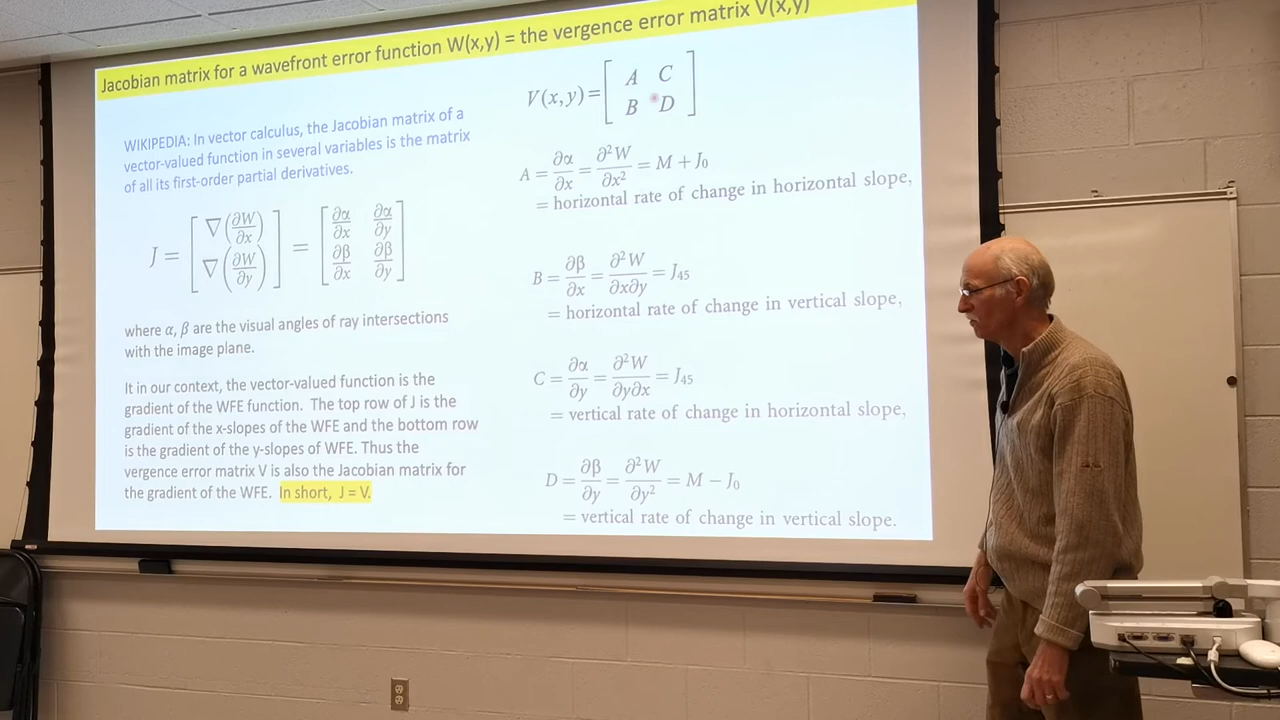 Jacobian matrix for a wavefront error function W(x,y) = the vergence error matrix V(x,y)
WIKIPEDIA: In vector calculus, the Jacobian matrix of a
vector-valued function in several variables is the matrix
of all its first-order partial derivatives.
J = [∇(∂W/∂x) ; ∇(∂W/∂y)] = [∂α/∂x ∂α/∂y ; ∂β/∂x ∂β/∂y]
where α, β are the visual angles of ray intersections
with the image plane.
It in our context, the vector-valued function is the
gradient of the WFE function. The top row of J is the
gradient of the x-slopes of the WFE and the bottom row
is the gradient of the y-slopes of WFE. Thus the
vergence error matrix V is also the Jacobian matrix for
the gradient of the WFE. In short, J = V.
V(x,y)=[A C ; B D]
A = ∂α/∂x = ∂²W/∂x² = M + J₀
= horizontal rate of change in horizontal slope,
B = ∂β/∂x = ∂²W/∂x∂y = J₄₅
= horizontal rate of change in vertical slope,
C = ∂α/∂y = ∂²W/∂y∂x = J₄₅
= vertical rate of change in horizontal slope,
D = ∂β/∂y = ∂²W/∂y² = M − J₀
= vertical rate of change in vertical slope.